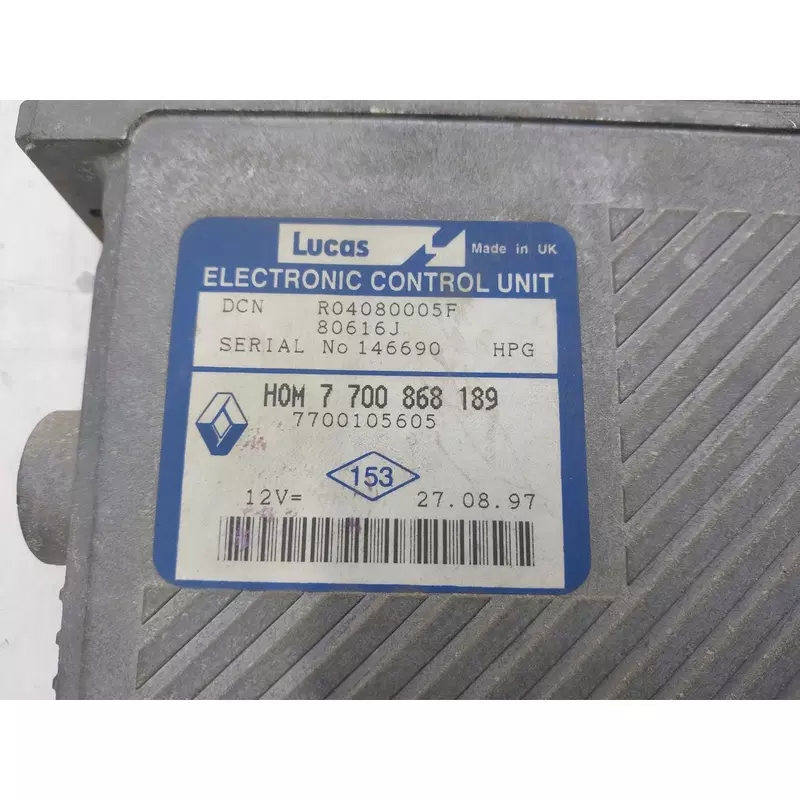 Lucas Made in UK
ELECTRONIC CONTROL UNIT
DCN R04080005F
80616J
SERIAL No 146690 HPG
HOM 7 700 868 189
7700105605
153
12V= 27.08.97